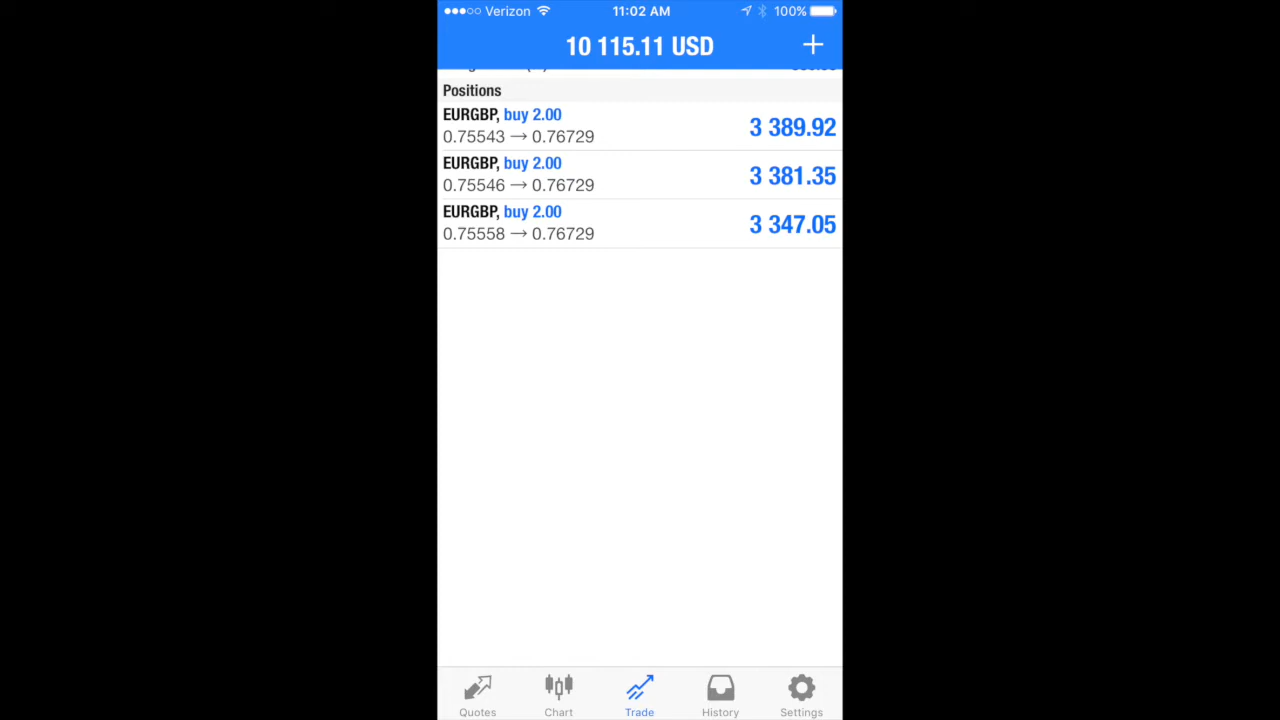 Verizon 11:02 AM 100%
10 115.11 USD
Positions
EURGBP, buy 2.00
0.75543 → 0.76729 3 389.92
EURGBP, buy 2.00
0.75546 → 0.76729 3 381.35
EURGBP, buy 2.00
0.75558 → 0.76729 3 347.05
Quotes Chart Trade History Settings